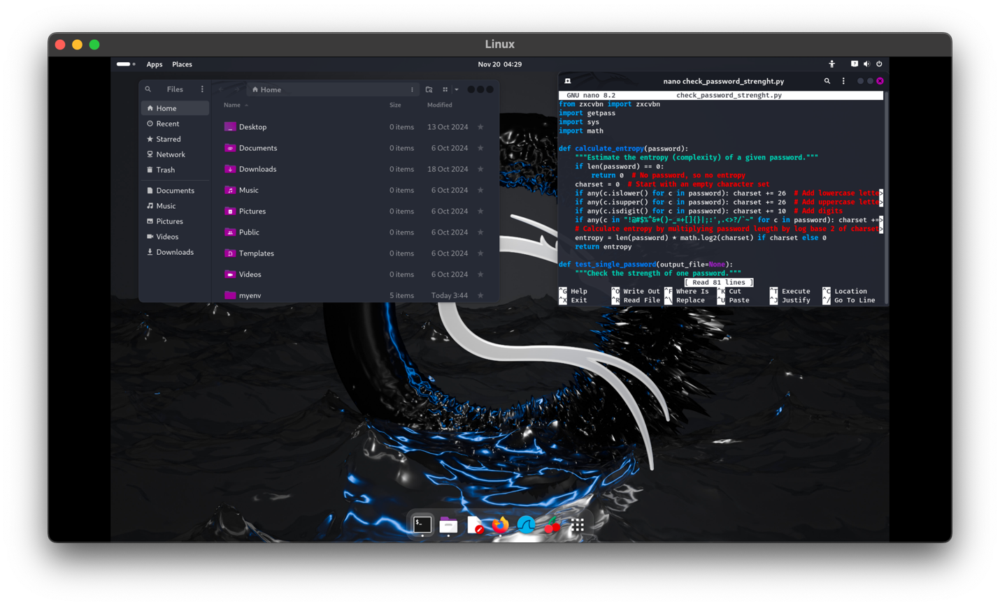 Linux
Apps Places Nov 20 04:29
Files
Home
Recent
Starred
Network
Trash
Documents
Music
Pictures
Videos
Downloads
Home
Name Size Modified
Desktop 0 items 13 Oct 2024
Documents 0 items 6 Oct 2024
Downloads 0 items 18 Oct 2024
Music 0 items 6 Oct 2024
Pictures 0 items 6 Oct 2024
Public 0 items 6 Oct 2024
Templates 0 items 6 Oct 2024
Videos 0 items 6 Oct 2024
myenv 5 items Today 3:44
nano check_password_strenght.py
GNU nano 8.2 check_password_strenght.py
from zxcvbn import zxcvbn
import getpass
import sys
import math
def calculate_entropy(password):
"""Estimate the entropy (complexity) of a given password."""
if len(password) == 0:
return 0 # No password, so no entropy
charset = 0 # Start with an empty character set
if any(c.islower() for c in password): charset += 26 # Add lowercase lette>
if any(c.isupper() for c in password): charset += 26 # Add uppercase lette>
if any(c.isdigit() for c in password): charset += 10 # Add digits
if any(c in "!@#$%^&*()-_=+[]{}|;:',.<>?/`~" for c in password): charset +=>
# Calculate entropy by multiplying password length by log base 2 of charset>
entropy = len(password) * math.log2(charset) if charset else 0
return entropy
def test_single_password(output_file=None):
"""Check the strength of one password."""
[ Read 81 lines ]
^G Help ^O Write Out ^F Where Is ^K Cut ^T Execute ^C Location
^X Exit ^R Read File ^\ Replace ^U Paste ^J Justify ^/ Go To Line
$_